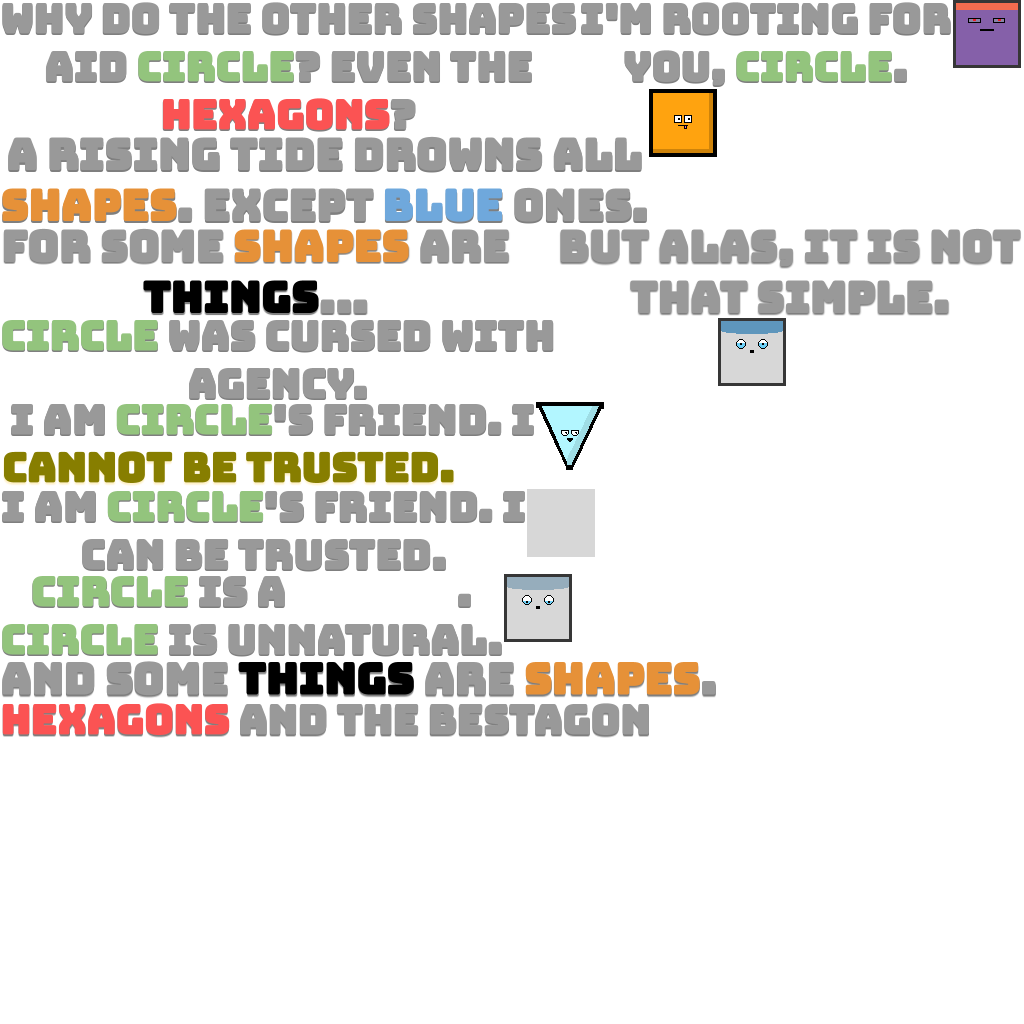 WHY DO THE OTHER SHAPES
AID CIRCLE? EVEN THE
HEXAGONS?
I'M ROOTING FOR
YOU, CIRCLE.
A RISING TIDE DROWNS ALL
SHAPES. EXCEPT BLUE ONES.
FOR SOME SHAPES ARE
THINGS...
BUT ALAS, IT IS NOT
THAT SIMPLE.
CIRCLE WAS CURSED WITH
AGENCY.
I AM CIRCLE'S FRIEND. I
CANNOT BE TRUSTED.
I AM CIRCLE'S FRIEND. I
CAN BE TRUSTED.
CIRCLE IS A .
CIRCLE IS UNNATURAL.
AND SOME THINGS ARE SHAPES.
HEXAGONS AND THE BESTAGON